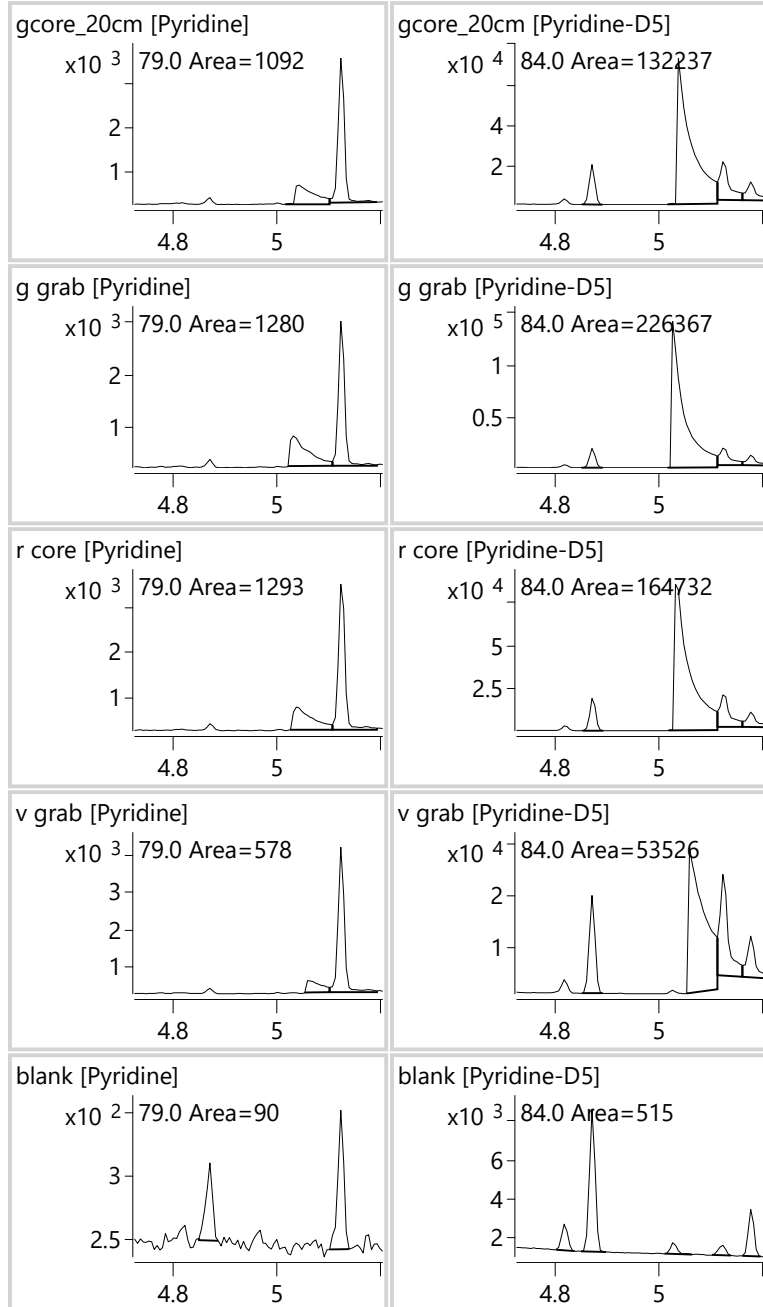 gcore_20cm [Pyridine]
x10 3 79.0 Area=1092
2
1
4.8 5
gcore_20cm [Pyridine-D5]
x10 4 84.0 Area=132237
4
2
4.8 5
g grab [Pyridine]
x10 3 79.0 Area=1280
2
1
4.8 5
g grab [Pyridine-D5]
x10 5 84.0 Area=226367
1
0.5
4.8 5
r core [Pyridine]
x10 3 79.0 Area=1293
2
1
4.8 5
r core [Pyridine-D5]
x10 4 84.0 Area=164732
5
2.5
4.8 5
v grab [Pyridine]
x10 3 79.0 Area=578
3
2
1
4.8 5
v grab [Pyridine-D5]
x10 4 84.0 Area=53526
2
1
4.8 5
blank [Pyridine]
x10 2 79.0 Area=90
3
2.5
4.8 5
blank [Pyridine-D5]
x10 3 84.0 Area=515
6
4
2
4.8 5